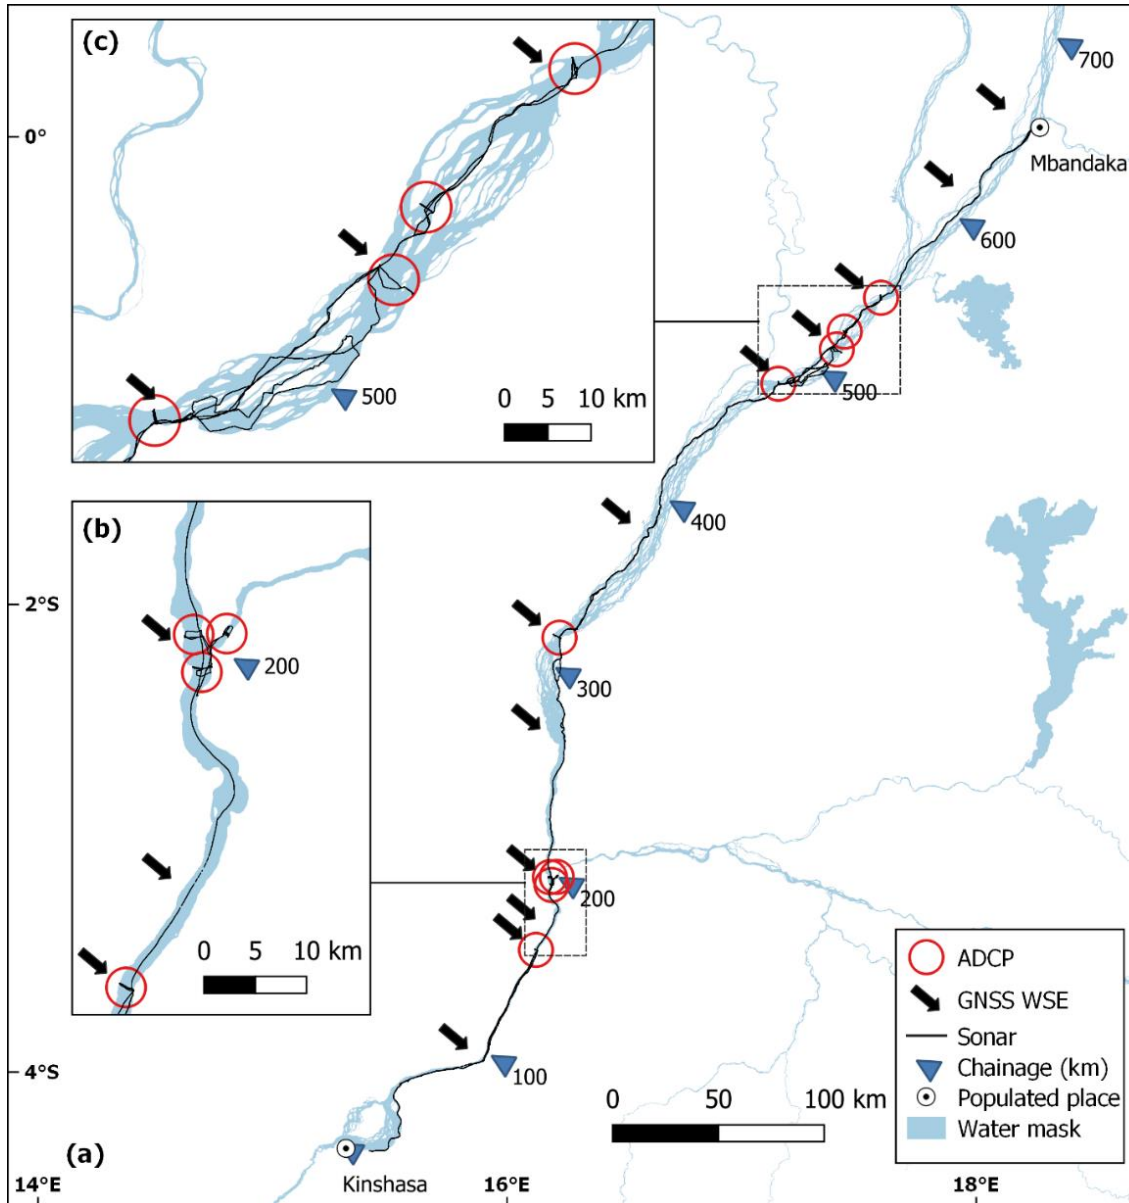 (c)
500
0 5 10 km
(b)
200
0 5 10 km
(a)
0°
2°S
4°S
14°E
16°E
18°E
700
Mbandaka
600
500
400
300
200
100
Kinshasa
0 50 100 km
ADCP
GNSS WSE
Sonar
Chainage (km)
Populated place
Water mask